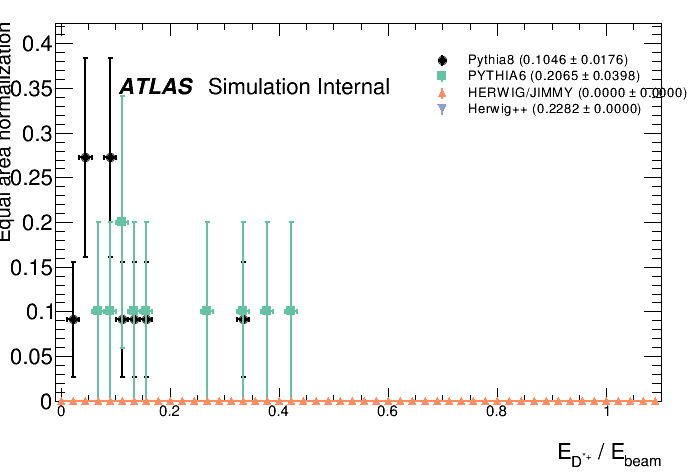 Equal area normalization
0.4
0.35
0.3
0.25
0.2
0.15
0.1
0.05
0
ATLAS Simulation Internal
Pythia8 (0.1046 ± 0.0176)
PYTHIA6 (0.2065 ± 0.0398)
HERWIG/JIMMY (0.0000 ± 0.0000)
Herwig++ (0.2282 ± 0.0000)
0 0.2 0.4 0.6 0.8 1
E_D*+ / E_beam